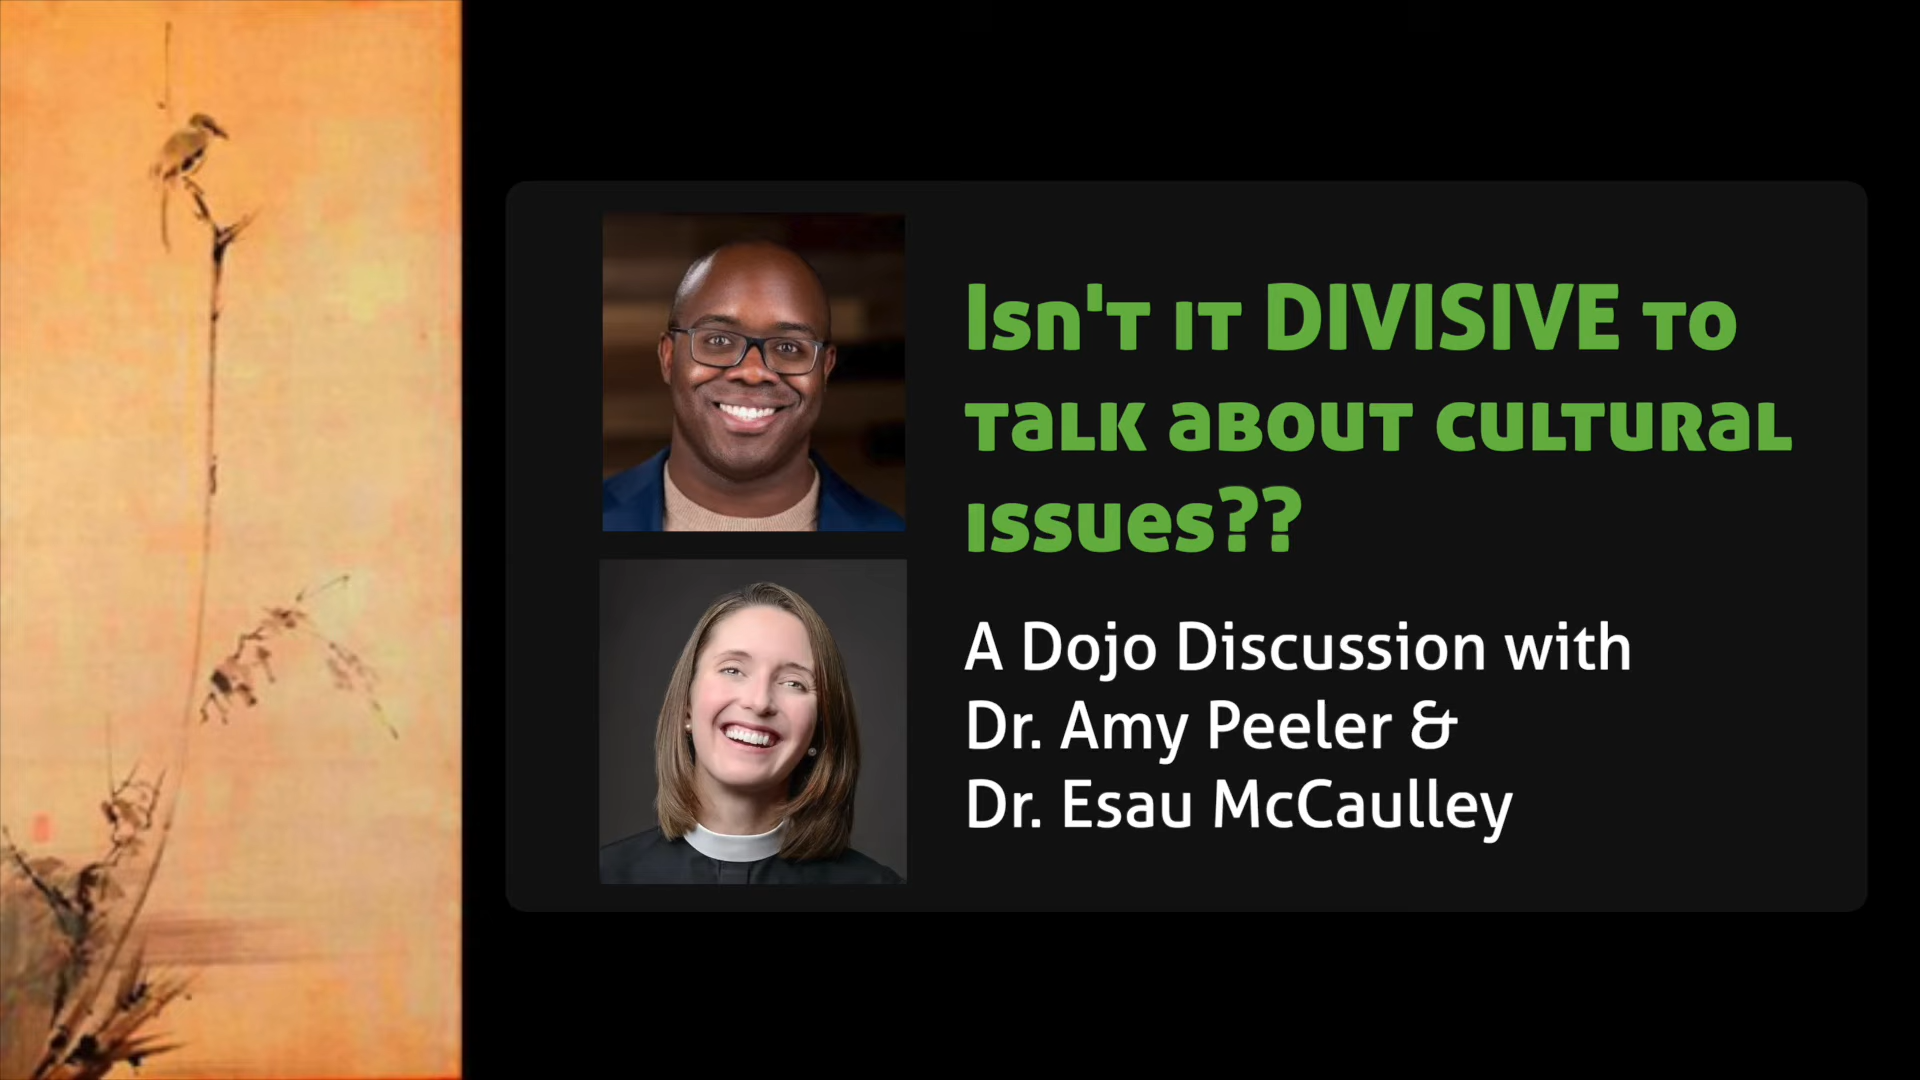 Isn't it DIVISIVE to
talk about cultural
issues??
A Dojo Discussion with
Dr. Amy Peeler &
Dr. Esau McCaulley